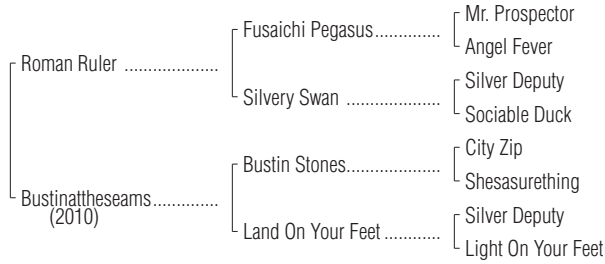 Mr. Prospector
Fusaichi Pegasus..............
Angel Fever
Roman Ruler ....................
Silver Deputy
Silvery Swan ....................
Sociable Duck
City Zip
Bustin Stones....................
Shesasurething
Bustinattheseams..............
(2010)
Silver Deputy
Land On Your Feet ............
Light On Your Feet